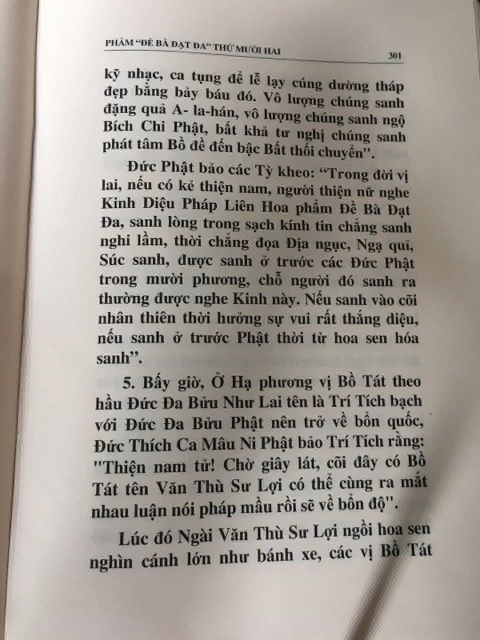 PHẨM "ĐỀ BÀ ĐẠT ĐA" THỨ MƯỜI HAI 301
kỹ nhạc, ca tụng để lễ lạy cúng dường tháp
đẹp bằng bảy báu đó. Vô lượng chúng sanh
đặng quả A- la-hán, vô lượng chúng sanh ngộ
Bích Chi Phật, bất khả tư nghị chúng sanh
phát tâm Bồ đề đến bậc Bất thối chuyển".
Đức Phật bảo các Tỳ kheo: "Trong đời vị
lai, nếu có kẻ thiện nam, người thiện nữ nghe
Kinh Diệu Pháp Liên Hoa phẩm Đề Bà Đạt
Đa, sanh lòng trong sạch kính tin chẳng sanh
nghi lầm, thời chẳng đọa Địa ngục, Ngạ quỉ,
Súc sanh, được sanh ở trước các Đức Phật
trong mười phương, chỗ người đó sanh ra
thường được nghe Kinh này. Nếu sanh vào cõi
nhân thiên thời hưởng sự vui rất thắng diệu,
nếu sanh ở trước Phật thời từ hoa sen hóa
sanh".
5. Bấy giờ, Ở Hạ phương vị Bồ Tát theo
hầu Đức Đa Bửu Như Lai tên là Trí Tích bạch
với Đức Đa Bửu Phật nên trở về bổn quốc,
Đức Thích Ca Mâu Ni Phật bảo Trí Tích rằng:
"Thiện nam tử! Chờ giây lát, cõi đây có Bồ
Tát tên Văn Thù Sư Lợi có thể cùng ra mắt
nhau luận nói pháp mầu rồi sẽ về bổn độ".
Lúc đó Ngài Văn Thù Sư Lợi ngồi hoa sen
nghìn cánh lớn như bánh xe, các vị Bồ Tát